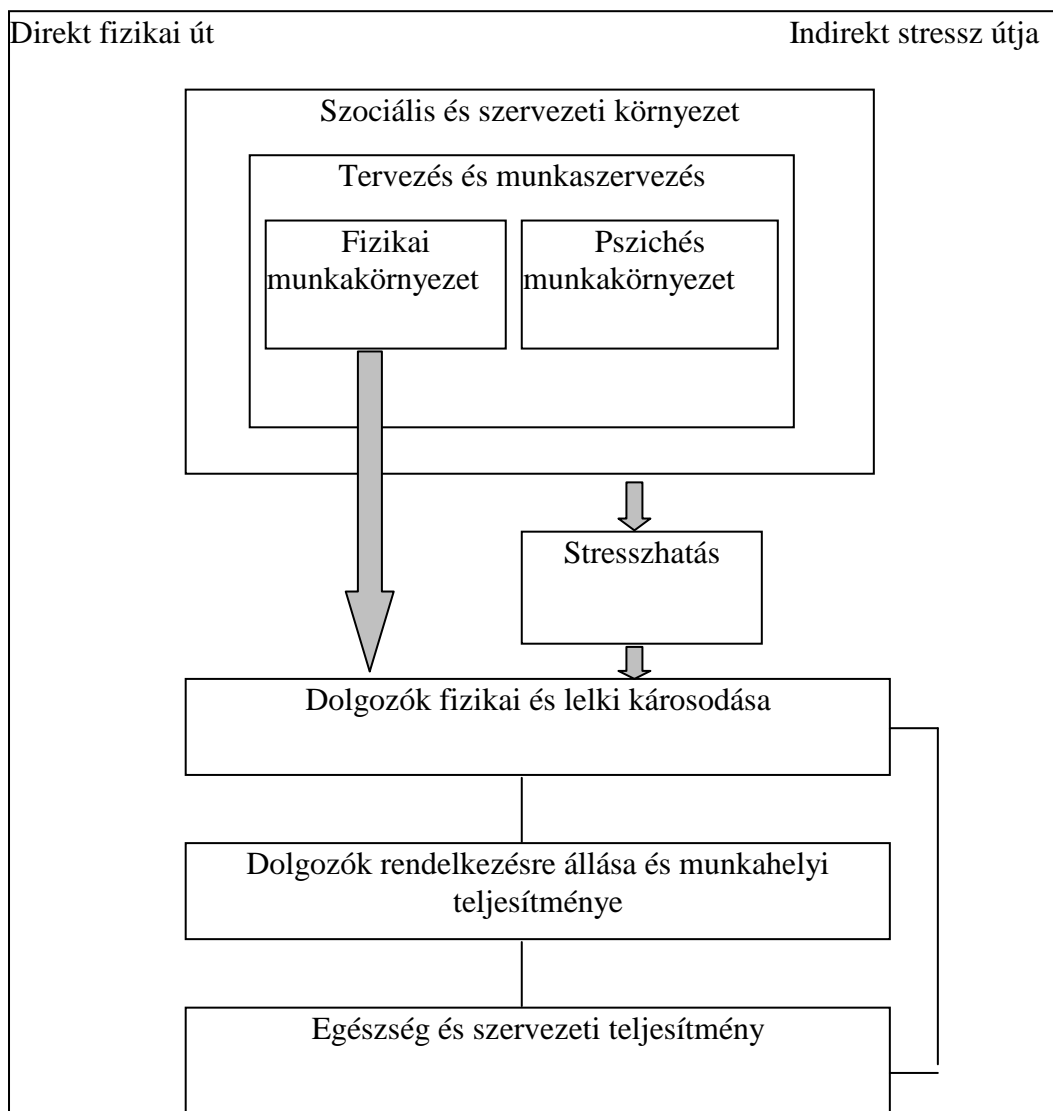 Direkt fizikai út
Indirekt stressz útja
Szociális és szervezeti környezet
Tervezés és munkaszervezés
Fizikai
munkakörnyezet
Pszichés
munkakörnyezet
Stresszhatás
Dolgozók fizikai és lelki károsodása
Dolgozók rendelkezésre állása és munkahelyi
teljesítménye
Egészség és szervezeti teljesítmény